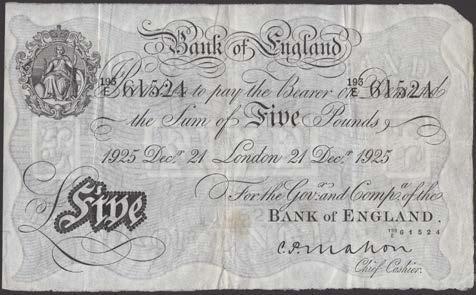 Bank of England
193/E 61524 193/E 61524
Promise to pay the Bearer on Demand
the Sum of Five Pounds
1925 Decr. 21 London 21 Decr. 1925
For the Govr. and Compa. of the
BANK OF ENGLAND.
193/E 61524
£Five
C.P. Mahon
Chief Cashier.